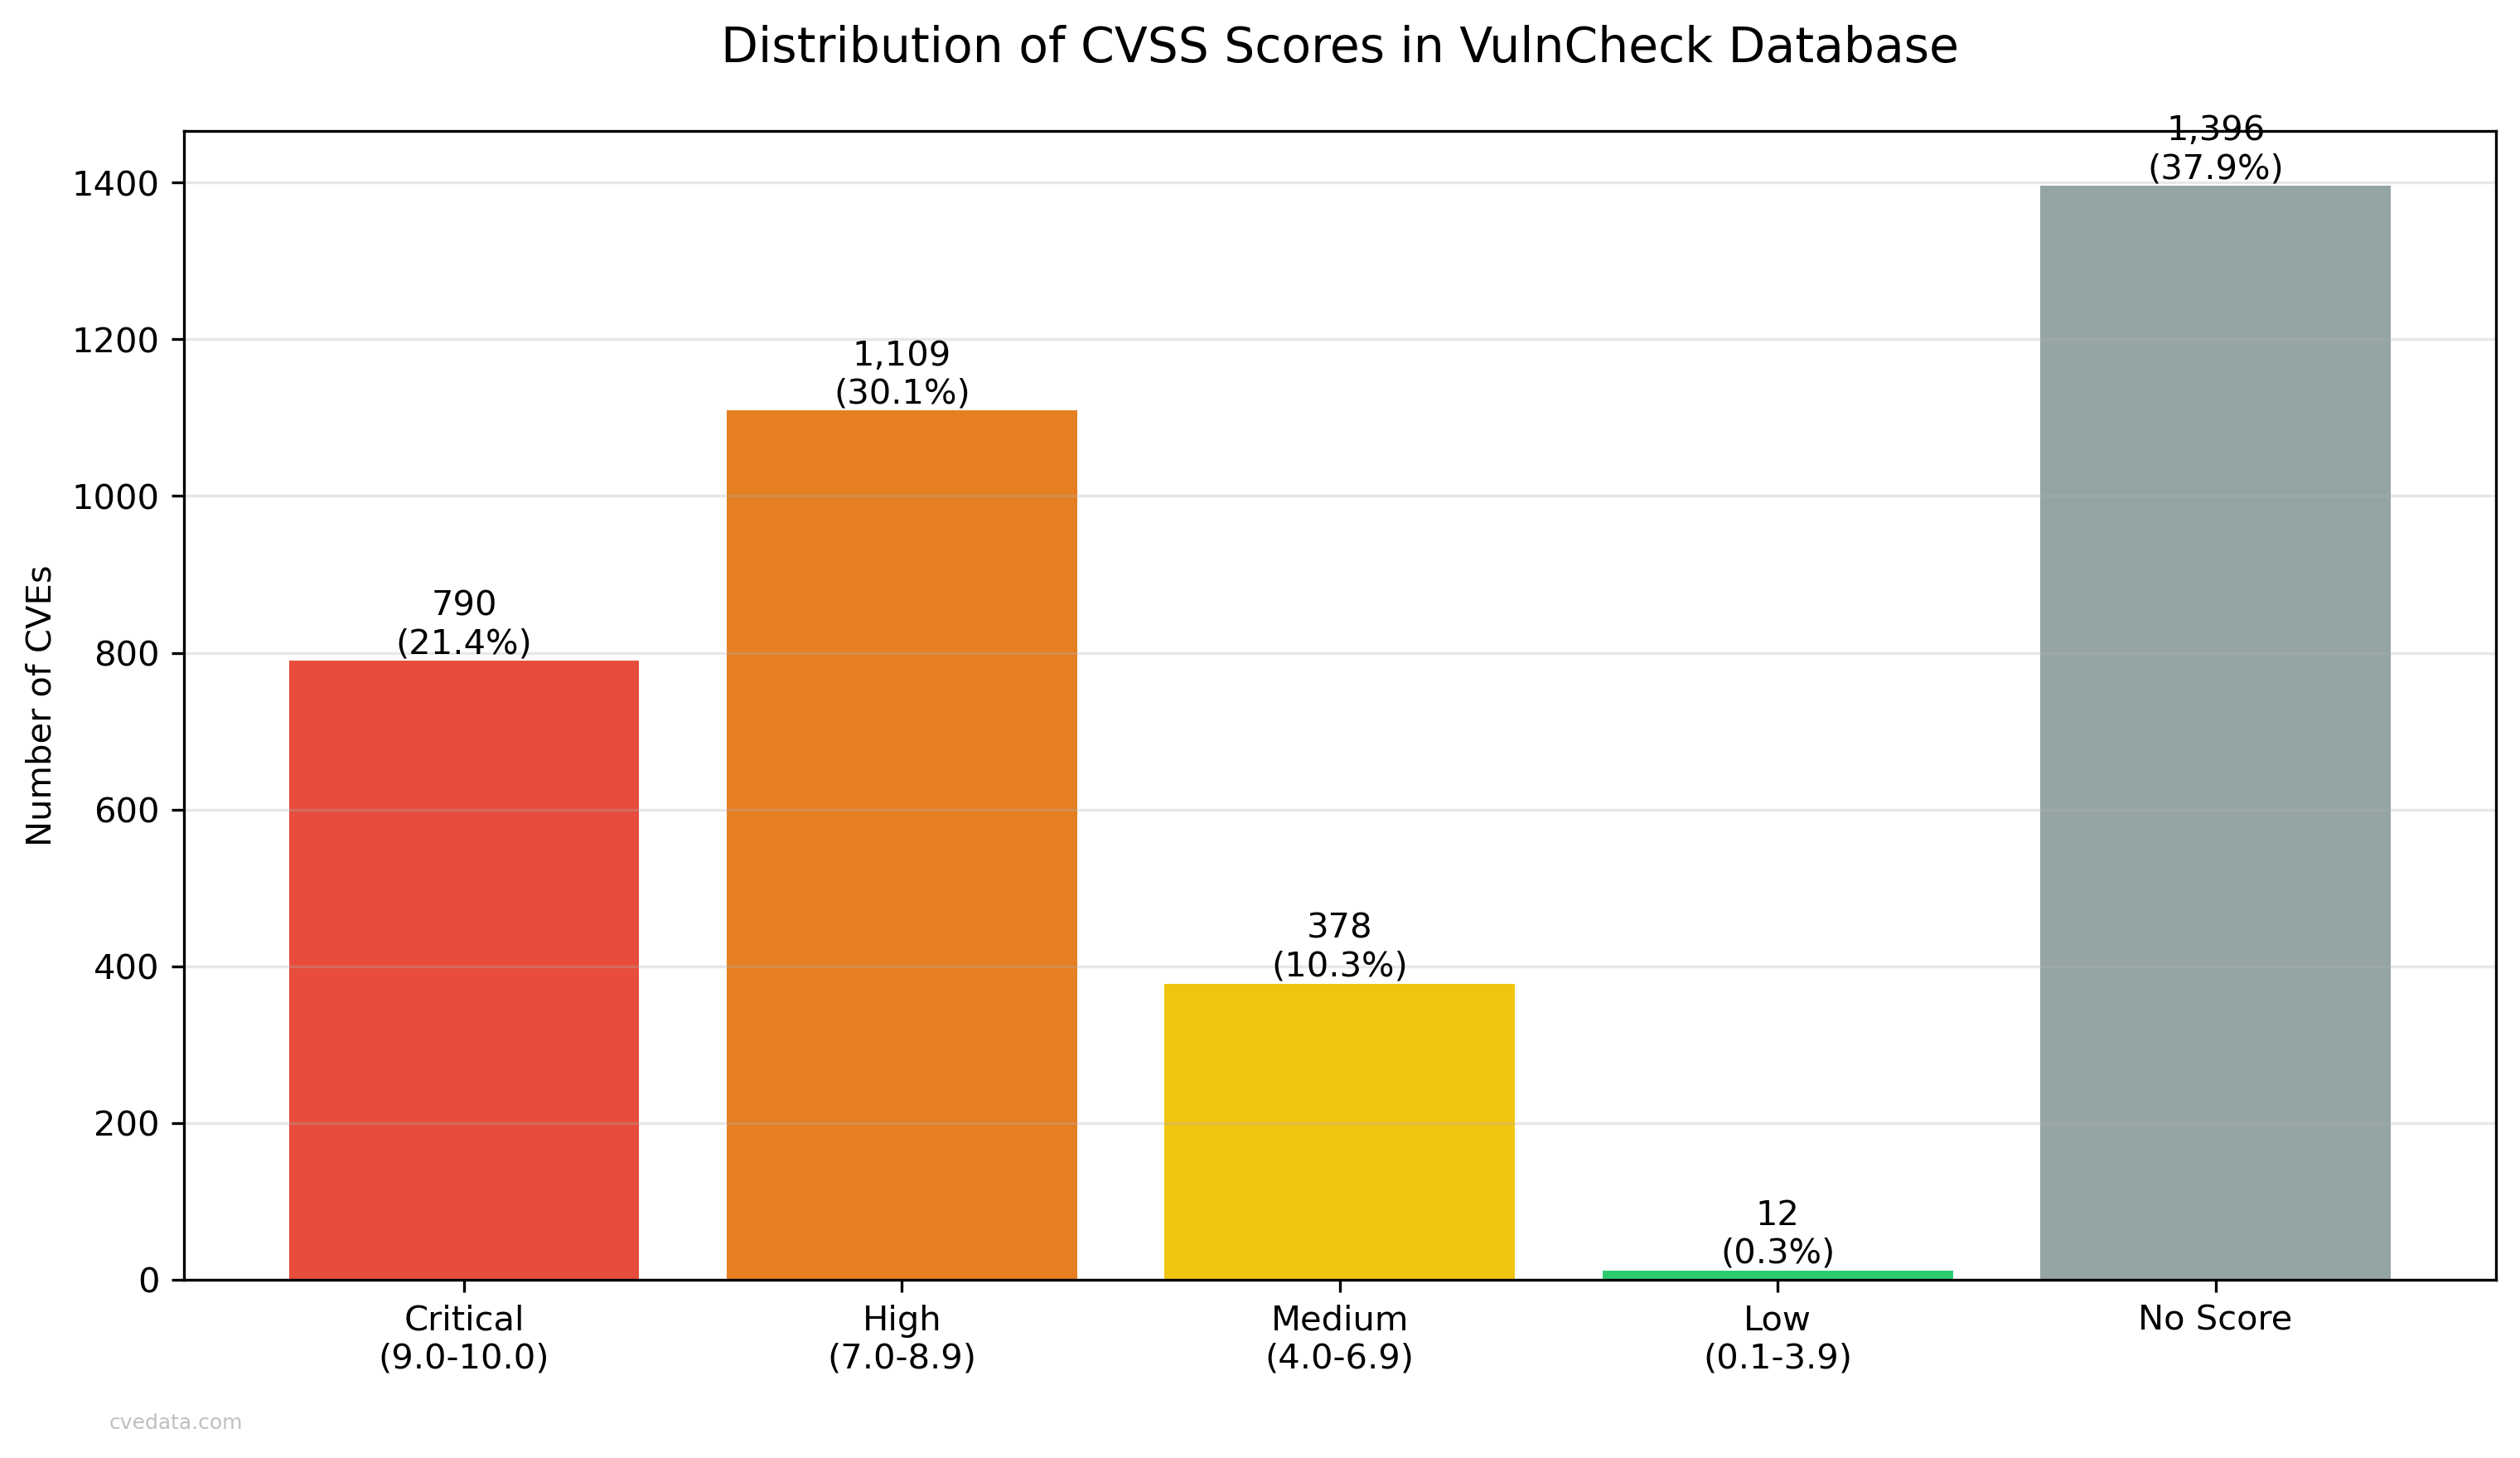 Distribution of CVSS Scores in VulnCheck Database
Number of CVEs
1400
1200
1000
800
600
400
200
0
790
(21.4%)
1,109
(30.1%)
378
(10.3%)
12
(0.3%)
1,396
(37.9%)
Critical
(9.0-10.0)
High
(7.0-8.9)
Medium
(4.0-6.9)
Low
(0.1-3.9)
No Score
cvedata.com